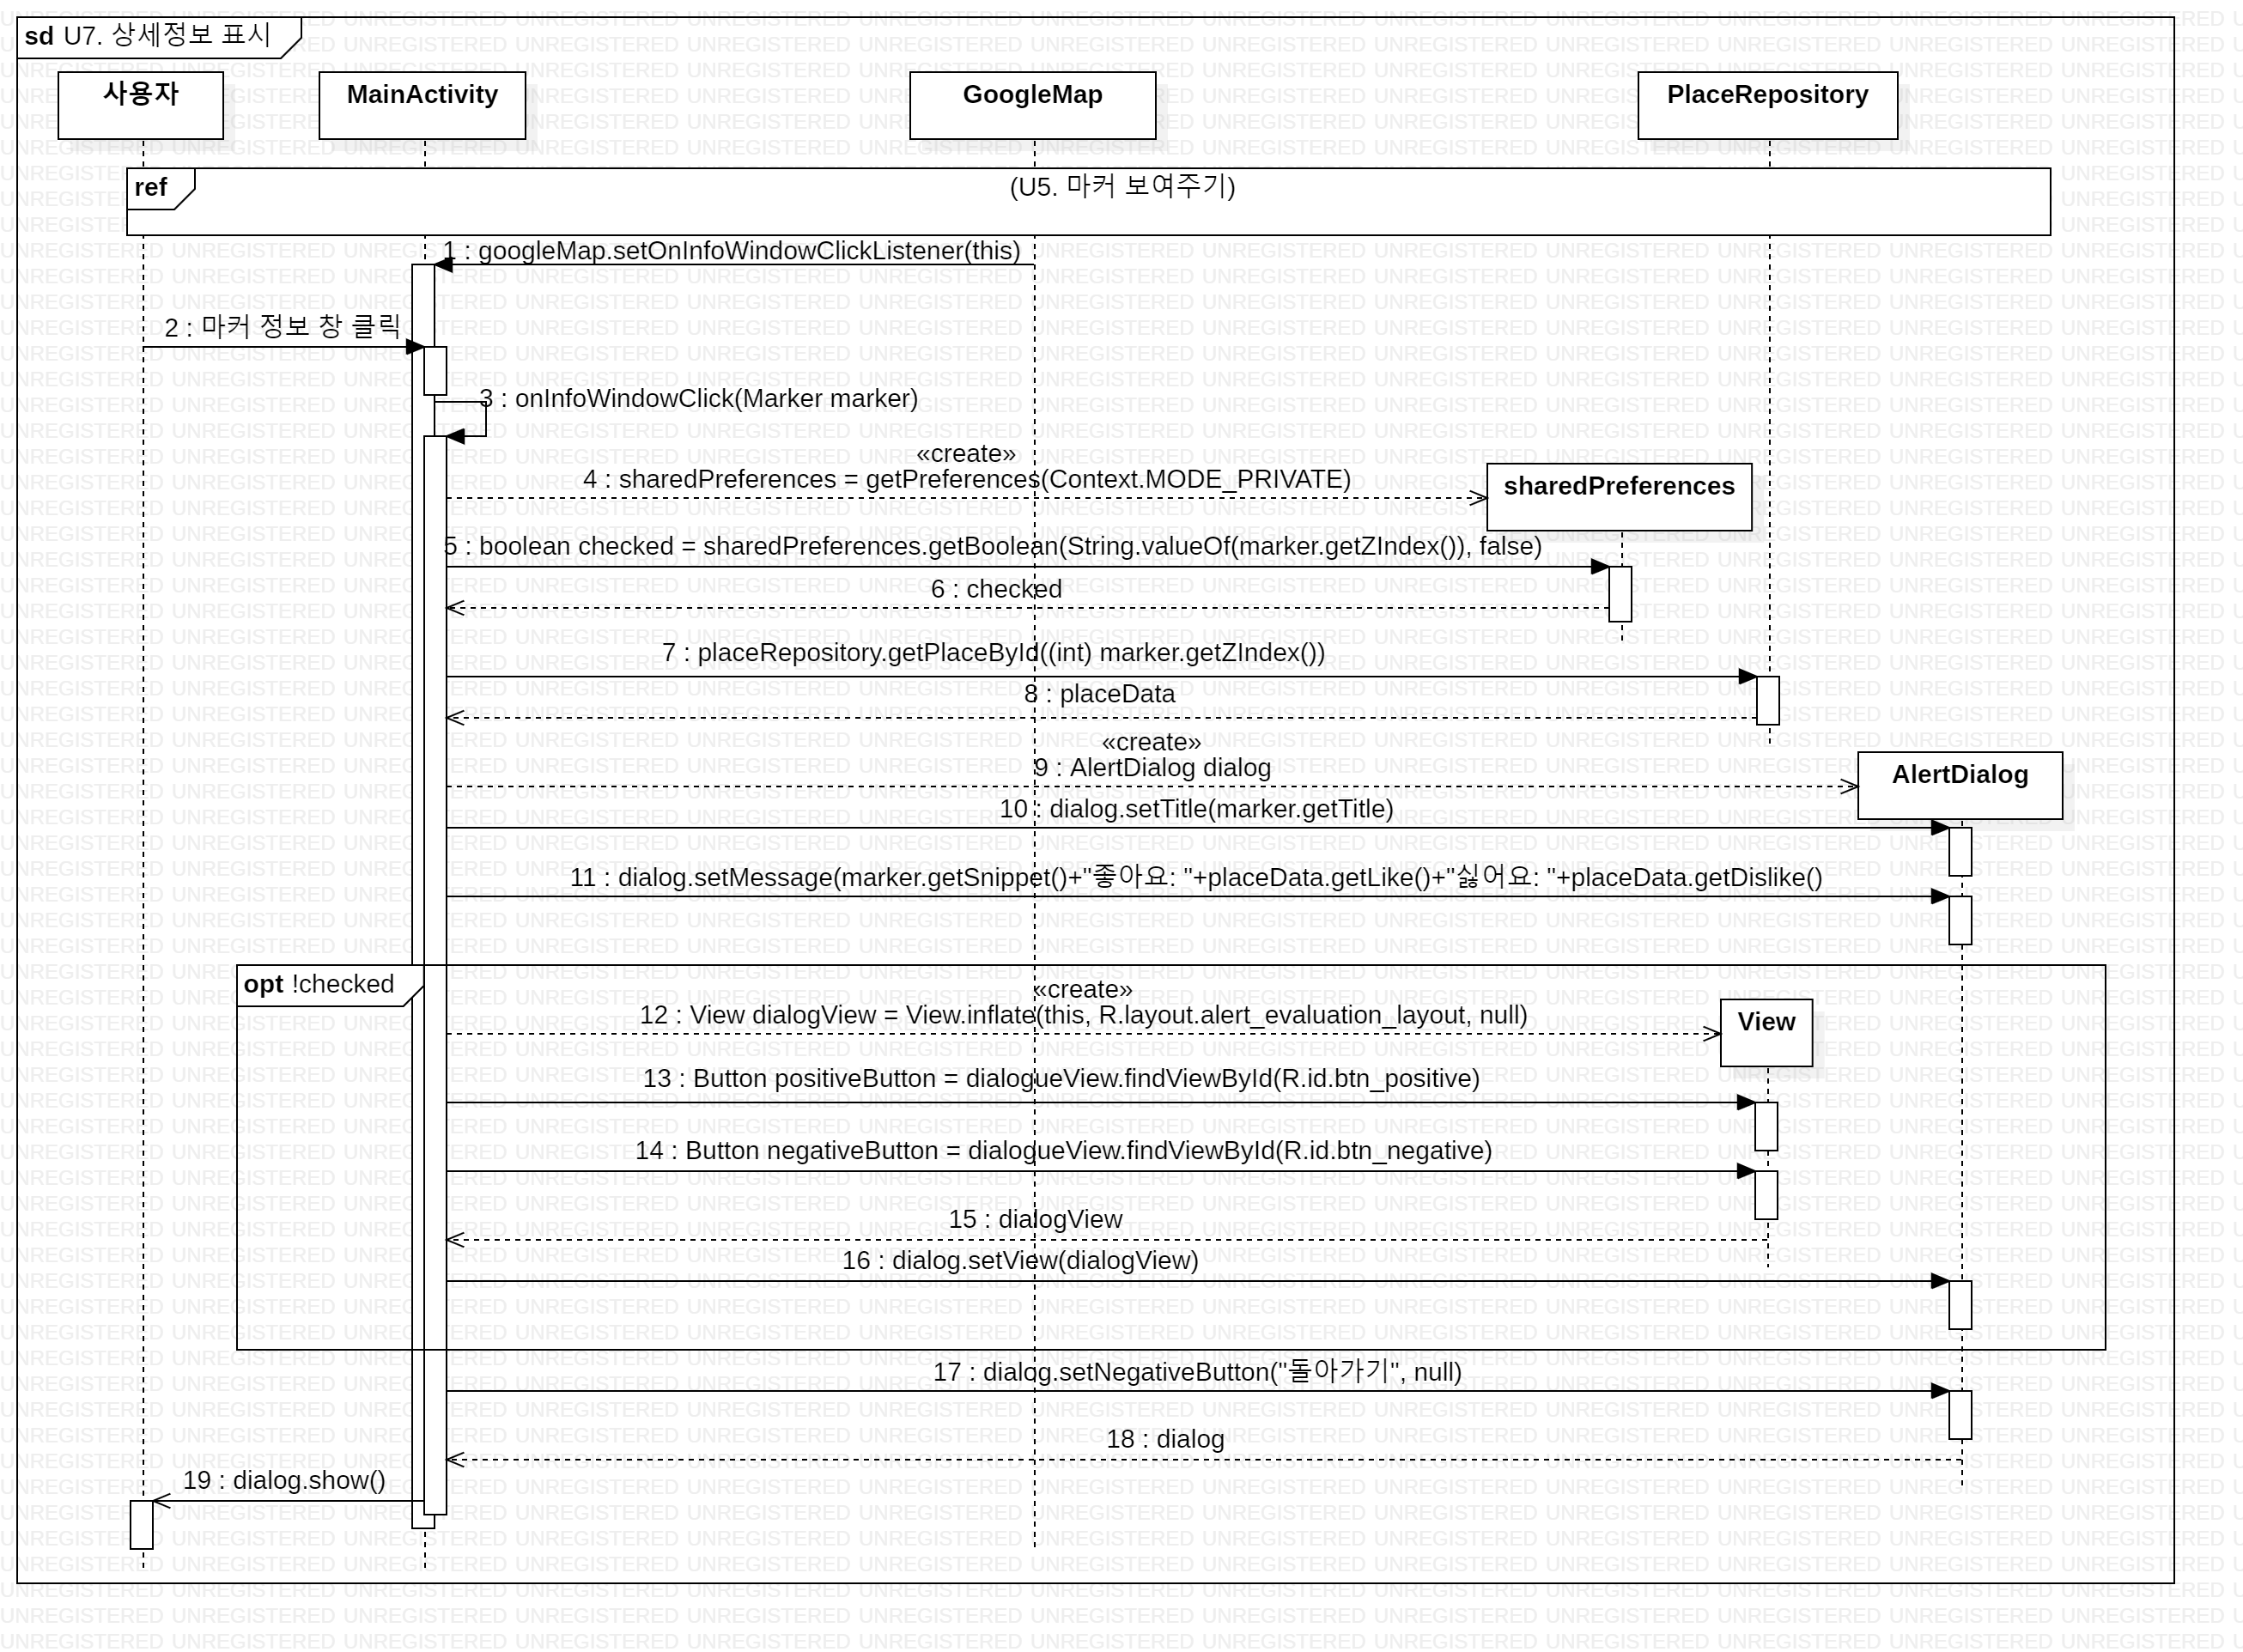 sd U7. 상세정보 표시
사용자
MainActivity
GoogleMap
PlaceRepository
ref
(U5. 마커 보여주기)
1 : googleMap.setOnInfoWindowClickListener(this)
2 : 마커 정보 창 클릭
3 : onInfoWindowClick(Marker marker)
«create»
4 : sharedPreferences = getPreferences(Context.MODE_PRIVATE)
sharedPreferences
5 : boolean checked = sharedPreferences.getBoolean(String.valueOf(marker.getZIndex()), false)
6 : checked
7 : placeRepository.getPlaceById((int) marker.getZIndex())
8 : placeData
«create»
9 : AlertDialog dialog
AlertDialog
10 : dialog.setTitle(marker.getTitle)
11 : dialog.setMessage(marker.getSnippet()+"좋아요: "+placeData.getLike()+"싫어요: "+placeData.getDislike()
opt !checked
«create»
12 : View dialogView = View.inflate(this, R.layout.alert_evaluation_layout, null)
View
13 : Button positiveButton = dialogueView.findViewById(R.id.btn_positive)
14 : Button negativeButton = dialogueView.findViewById(R.id.btn_negative)
15 : dialogView
16 : dialog.setView(dialogView)
17 : dialog.setNegativeButton("돌아가기", null)
18 : dialog
19 : dialog.show()